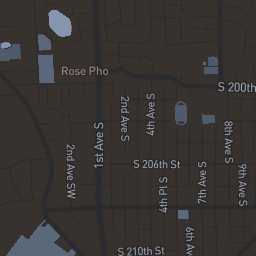 Rose Pho
S 200th
2nd Ave S
4th Ave S
1st Ave S
8th Ave S
2nd Ave SW
S 206th St
4th Pl S
7th Ave S
9th Ave S
6th Av
S 210th St